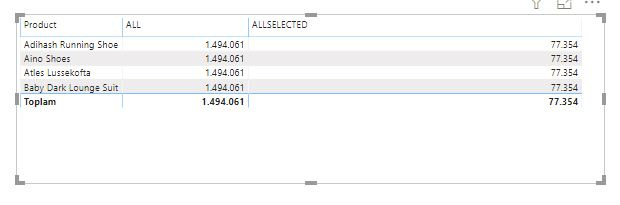 Product ALL ALLSELECTED
Adihash Running Shoe 1.494.061 77.354
Aino Shoes 1.494.061 77.354
Atles Lussekofta 1.494.061 77.354
Baby Dark Lounge Suit 1.494.061 77.354
Toplam 1.494.061 77.354